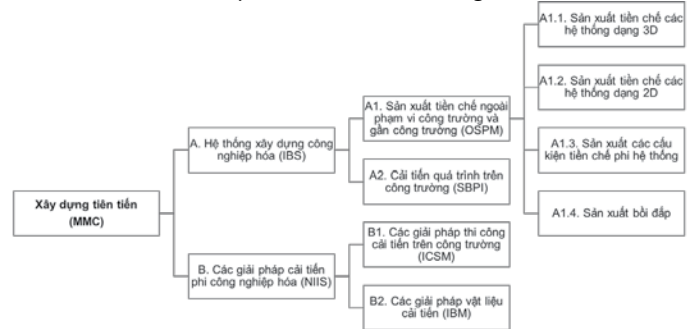 A1.1. Sản xuất tiền chế các
hệ thống dạng 3D
A1.2. Sản xuất tiền chế các
hệ thống dạng 2D
A1. Sản xuất tiền chế ngoài
phạm vi công trường và
gần công trường (OSPM)
A. Hệ thống xây dựng công
nghiệp hóa (IBS)
A1.3. Sản xuất các cấu
kiện tiền chế phi hệ thống
A2. Cải tiến quá trình trên
công trường (SBPI)
Xây dựng tiên tiến
(MMC)
A1.4. Sản xuất bồi đắp
B1. Các giải pháp thi công
cải tiến trên công trường
(ICSM)
B. Các giải pháp cải tiến
phi công nghiệp hóa (NIIS)
B2. Các giải pháp vật liệu
cải tiến (IBM)